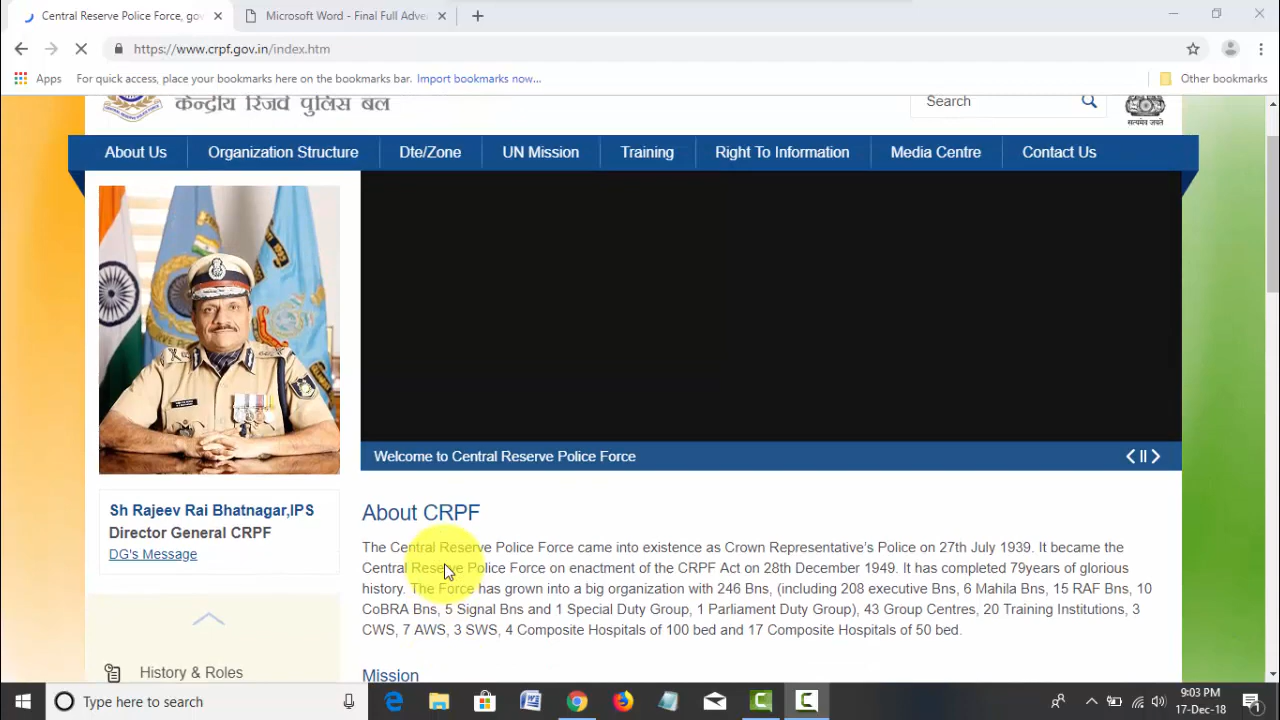 Central Reserve Police Force, gov
Microsoft Word - Final Full Adve
https://www.crpf.gov.in/index.htm
Apps For quick access, place your bookmarks here on the bookmarks bar. Import bookmarks now... Other bookmarks
केन्द्रीय रिजर्व पुलिस बल
Search
सत्यमेव जयते
About Us Organization Structure Dte/Zone UN Mission Training Right To Information Media Centre Contact Us
Welcome to Central Reserve Police Force
Sh Rajeev Rai Bhatnagar,IPS
Director General CRPF
DG's Message
History & Roles
About CRPF
The Central Reserve Police Force came into existence as Crown Representative's Police on 27th July 1939. It became the
Central Reserve Police Force on enactment of the CRPF Act on 28th December 1949. It has completed 79years of glorious
history. The Force has grown into a big organization with 246 Bns, (including 208 executive Bns, 6 Mahila Bns, 15 RAF Bns, 10
CoBRA Bns, 5 Signal Bns and 1 Special Duty Group, 1 Parliament Duty Group), 43 Group Centres, 20 Training Institutions, 3
CWS, 7 AWS, 3 SWS, 4 Composite Hospitals of 100 bed and 17 Composite Hospitals of 50 bed.
Mission
Type here to search
9:03 PM
17-Dec-18